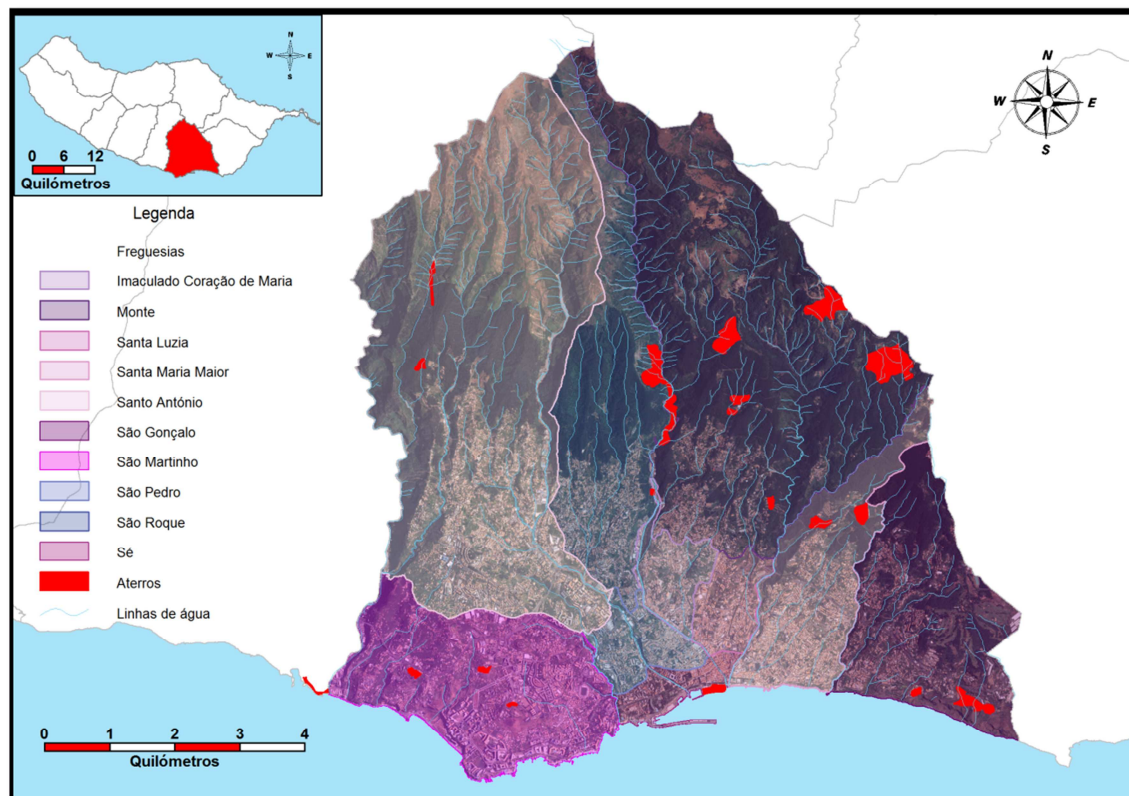 N
W E
S
0 6 12
Quilómetros
N
W E
S
Legenda
Freguesias
Imaculado Coração de Maria
Monte
Santa Luzia
Santa Maria Maior
Santo António
São Gonçalo
São Martinho
São Pedro
São Roque
Sé
Aterros
Linhas de água
0 1 2 3 4
Quilómetros